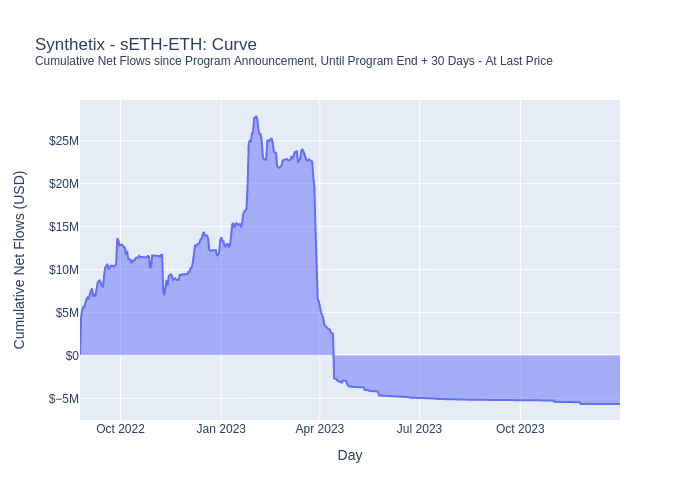 Synthetix - sETH-ETH: Curve
Cumulative Net Flows since Program Announcement, Until Program End + 30 Days - At Last Price
Cumulative Net Flows (USD)
$25M
$20M
$15M
$10M
$5M
$0
$−5M
Oct 2022
Jan 2023
Apr 2023
Jul 2023
Oct 2023
Day